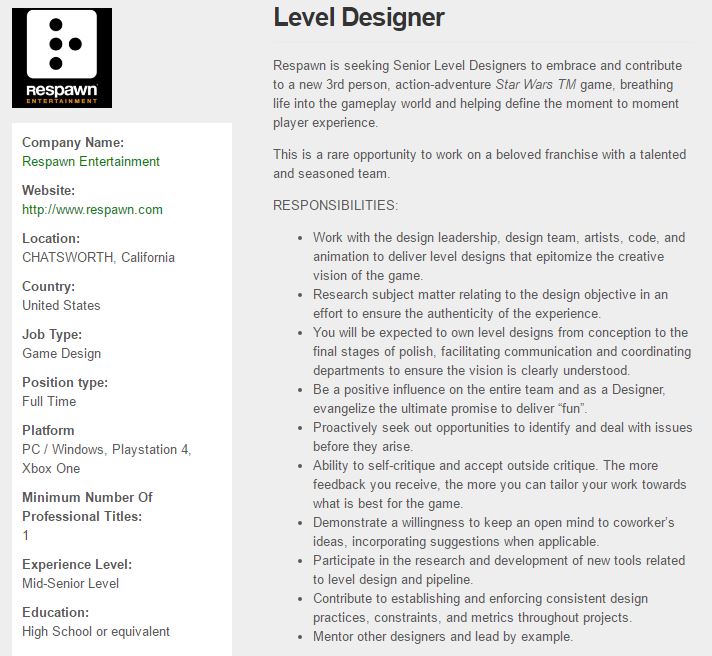 respawn
ENTERTAINMENT
Company Name:
Respawn Entertainment
Website:
http://www.respawn.com
Location:
CHATSWORTH, California
Country:
United States
Job Type:
Game Design
Position type:
Full Time
Platform
PC / Windows, Playstation 4,
Xbox One
Minimum Number Of
Professional Titles:
1
Experience Level:
Mid-Senior Level
Education:
High School or equivalent
Level Designer
Respawn is seeking Senior Level Designers to embrace and contribute
to a new 3rd person, action-adventure Star Wars TM game, breathing
life into the gameplay world and helping define the moment to moment
player experience.
This is a rare opportunity to work on a beloved franchise with a talented
and seasoned team.
RESPONSIBILITIES:
• Work with the design leadership, design team, artists, code, and
animation to deliver level designs that epitomize the creative
vision of the game.
• Research subject matter relating to the design objective in an
effort to ensure the authenticity of the experience.
• You will be expected to own level designs from conception to the
final stages of polish, facilitating communication and coordinating
departments to ensure the vision is clearly understood.
• Be a positive influence on the entire team and as a Designer,
evangelize the ultimate promise to deliver “fun”.
• Proactively seek out opportunities to identify and deal with issues
before they arise.
• Ability to self-critique and accept outside critique. The more
feedback you receive, the more you can tailor your work towards
what is best for the game.
• Demonstrate a willingness to keep an open mind to coworker’s
ideas, incorporating suggestions when applicable.
• Participate in the research and development of new tools related
to level design and pipeline.
• Contribute to establishing and enforcing consistent design
practices, constraints, and metrics throughout projects.
• Mentor other designers and lead by example.